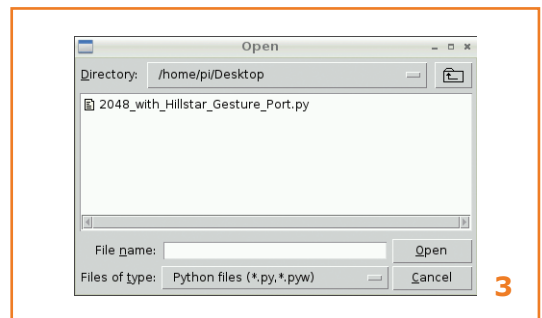 Open
Directory: /home/pi/Desktop
2048_with_Hillstar_Gesture_Port.py
File name: Open
Files of type: Python files (*.py,*.pyw) Cancel
3